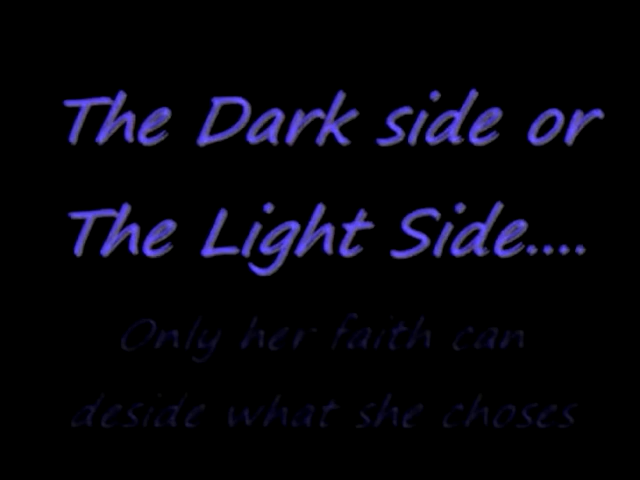 The Dark side or
The Light Side....
Only her faith can
deside what she choses